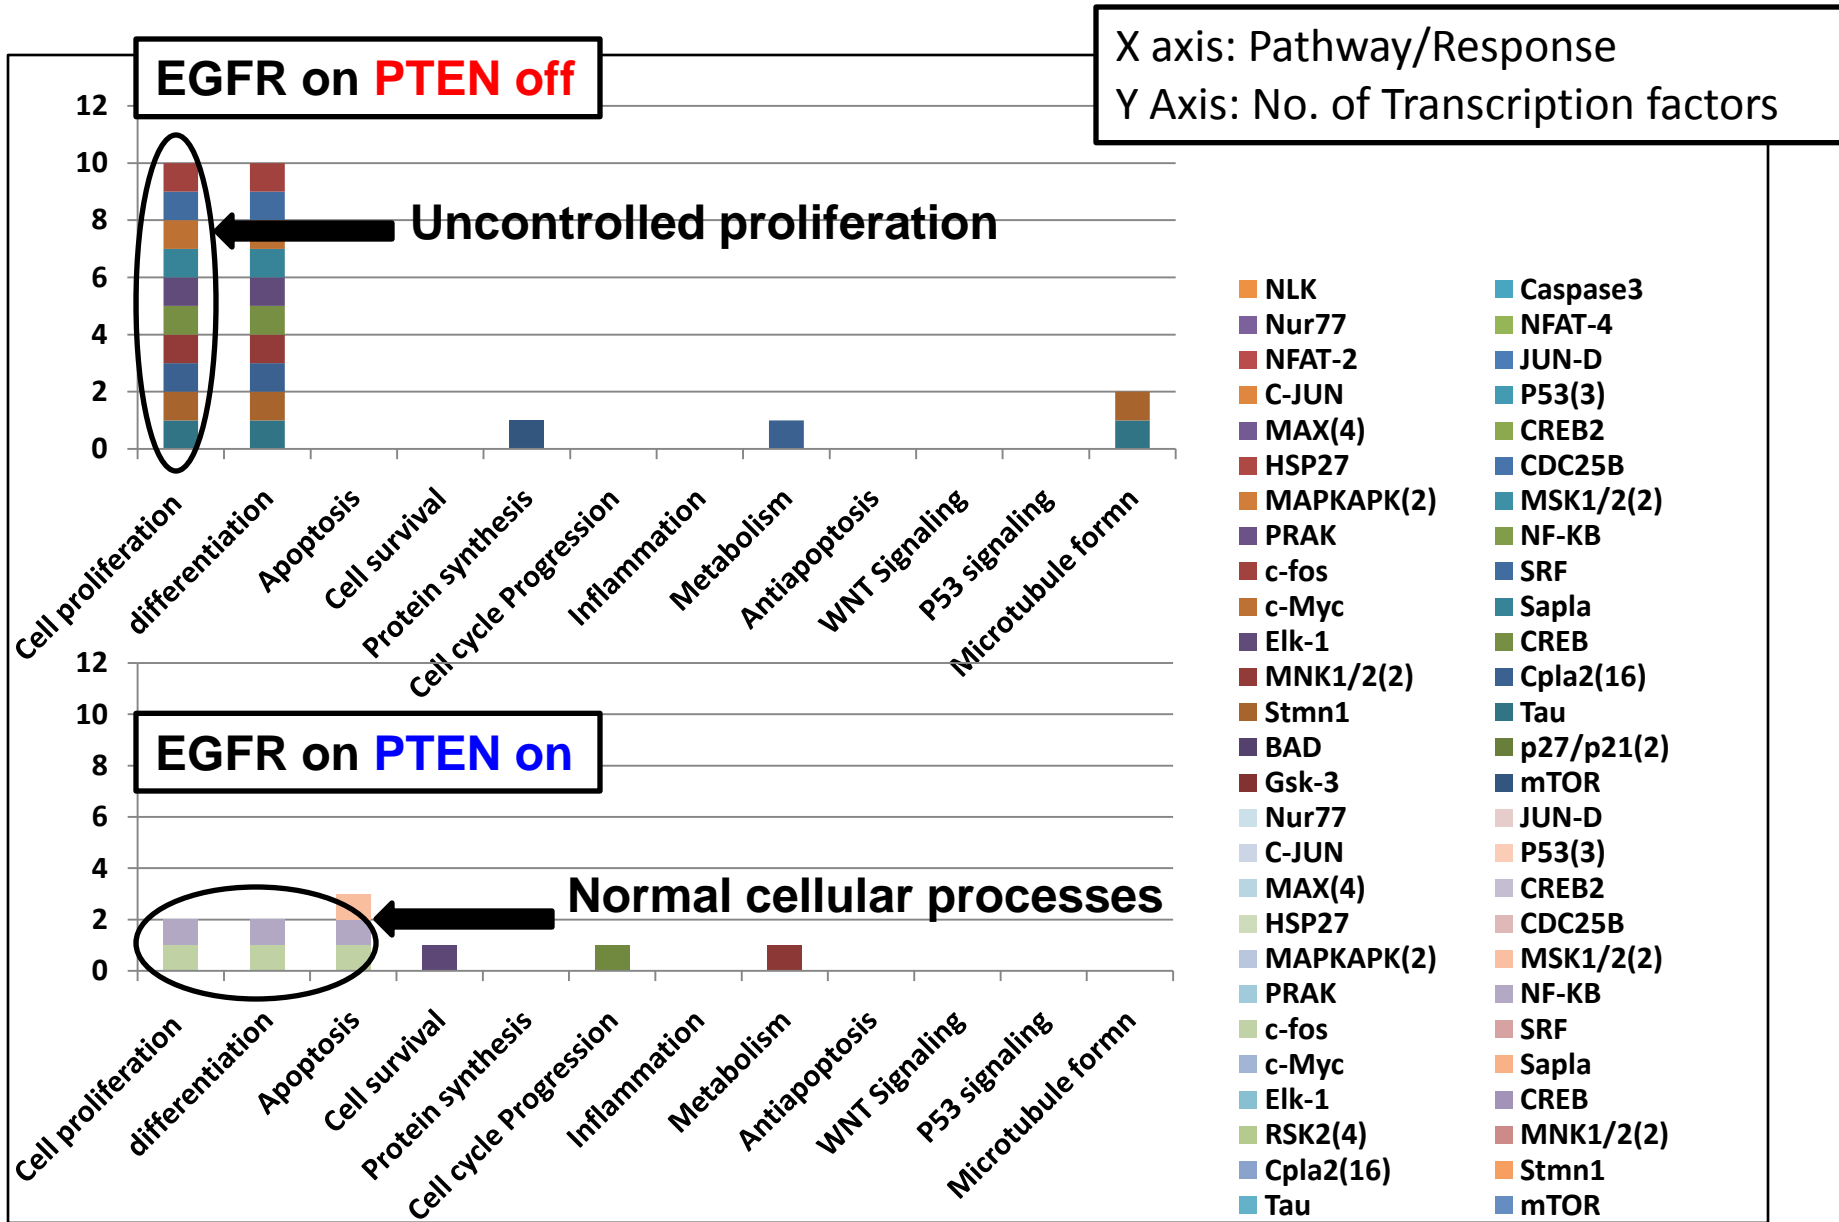 X axis: Pathway/Response
Y Axis: No. of Transcription factors
EGFR on PTEN off
12
10
8
6
4
2
0
Uncontrolled proliferation
Cell proliferation
differentiation
Apoptosis
Cell survival
Protein synthesis
Cell cycle Progression
Inflammation
Metabolism
Antiapoptosis
WNT Signaling
P53 signaling
Microtubule formn
12
10
8
6
4
2
0
EGFR on PTEN on
Normal cellular processes
Cell proliferation
differentiation
Apoptosis
Cell survival
Protein synthesis
Cell cycle Progression
Inflammation
Metabolism
Antiapoptosis
WNT Signaling
P53 signaling
Microtubule formn
NLK Caspase3
Nur77 NFAT-4
NFAT-2 JUN-D
C-JUN P53(3)
MAX(4) CREB2
HSP27 CDC25B
MAPKAPK(2) MSK1/2(2)
PRAK NF-KB
c-fos SRF
c-Myc Sapla
Elk-1 CREB
MNK1/2(2) Cpla2(16)
Stmn1 Tau
BAD p27/p21(2)
Gsk-3 mTOR
Nur77 JUN-D
C-JUN P53(3)
MAX(4) CREB2
HSP27 CDC25B
MAPKAPK(2) MSK1/2(2)
PRAK NF-KB
c-fos SRF
c-Myc Sapla
Elk-1 CREB
RSK2(4) MNK1/2(2)
Cpla2(16) Stmn1
Tau mTOR